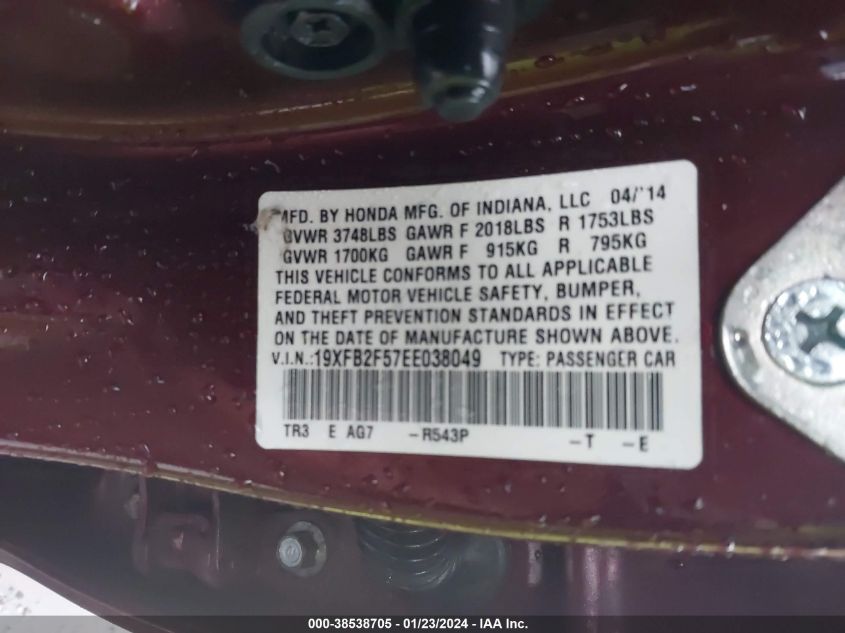 MFD. BY HONDA MFG. OF INDIANA, LLC 04/'14
GVWR 3748LBS GAWR F 2018LBS R 1753LBS
GVWR 1700KG GAWR F 915KG R 795KG
THIS VEHICLE CONFORMS TO ALL APPLICABLE
FEDERAL MOTOR VEHICLE SAFETY, BUMPER,
AND THEFT PREVENTION STANDARDS IN EFFECT
ON THE DATE OF MANUFACTURE SHOWN ABOVE.
V.I.N.:19XFB2F57EE038049 TYPE: PASSENGER CAR
TR3 E AG7 -R543P -T -E
000-38538705 - 01/23/2024 - IAA Inc.